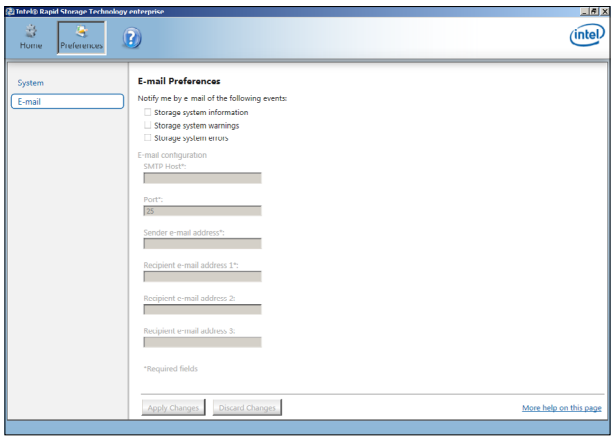 Intel® Rapid Storage Technology enterprise
Home
Preferences
?
intel
System
E-mail
E-mail Preferences
Notify me by e-mail of the following events:
Storage system information
Storage system warnings
Storage system errors
E-mail configuration
SMTP Host*:
Port*:
25
Sender e-mail address*:
Recipient e-mail address 1*:
Recipient e-mail address 2:
Recipient e-mail address 3:
*Required fields
Apply Changes
Discard Changes
More help on this page